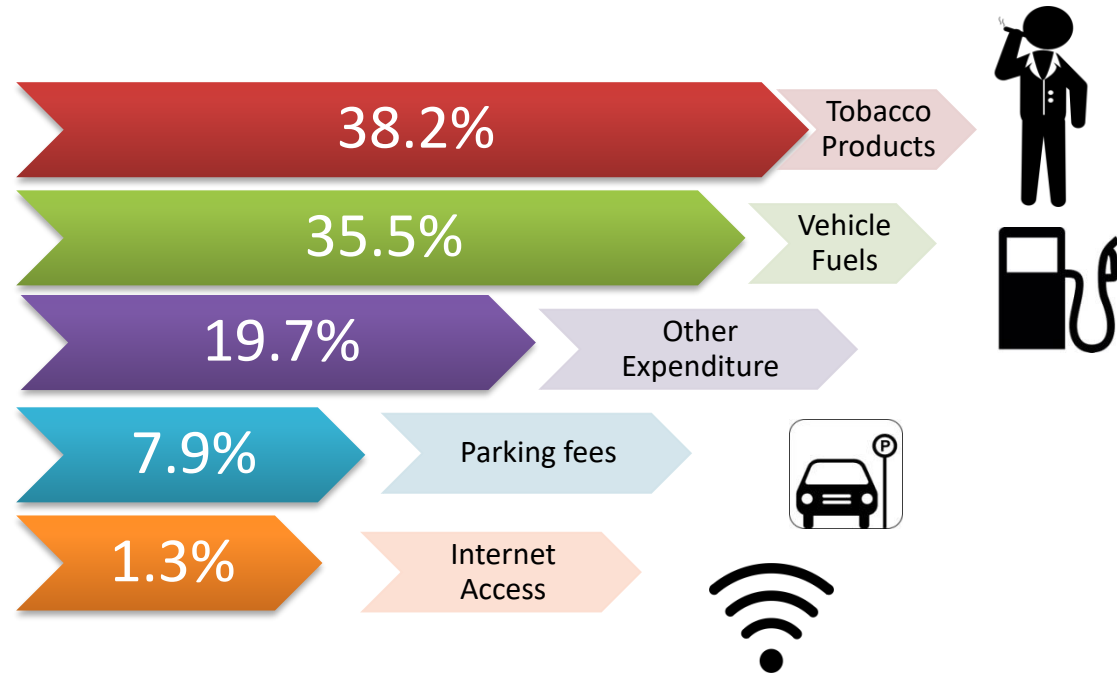 38.2%
Tobacco
Products
35.5%
Vehicle
Fuels
19.7%
Other
Expenditure
7.9%
Parking fees
P
1.3%
Internet
Access